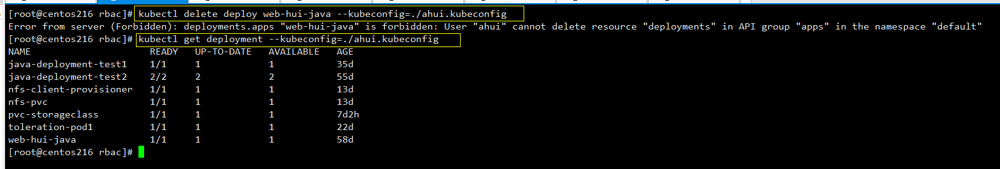 [root@centos216 rbac]# kubectl delete deploy web-hui-java --kubeconfig=./ahui.kubeconfig
Error from server (Forbidden): deployments.apps "web-hui-java" is forbidden: User "ahui" cannot delete resource "deployments" in API group "apps" in the namespace "default"
[root@centos216 rbac]# kubectl get deployment --kubeconfig=./ahui.kubeconfig
NAME READY UP-TO-DATE AVAILABLE AGE
java-deployment-test1 1/1 1 1 35d
java-deployment-test2 2/2 2 2 55d
nfs-client-provisioner 1/1 1 1 13d
nfs-pvc 1/1 1 1 13d
pvc-storageclass 1/1 1 1 7d2h
toleration-pod1 1/1 1 1 22d
web-hui-java 1/1 1 1 58d
[root@centos216 rbac]#